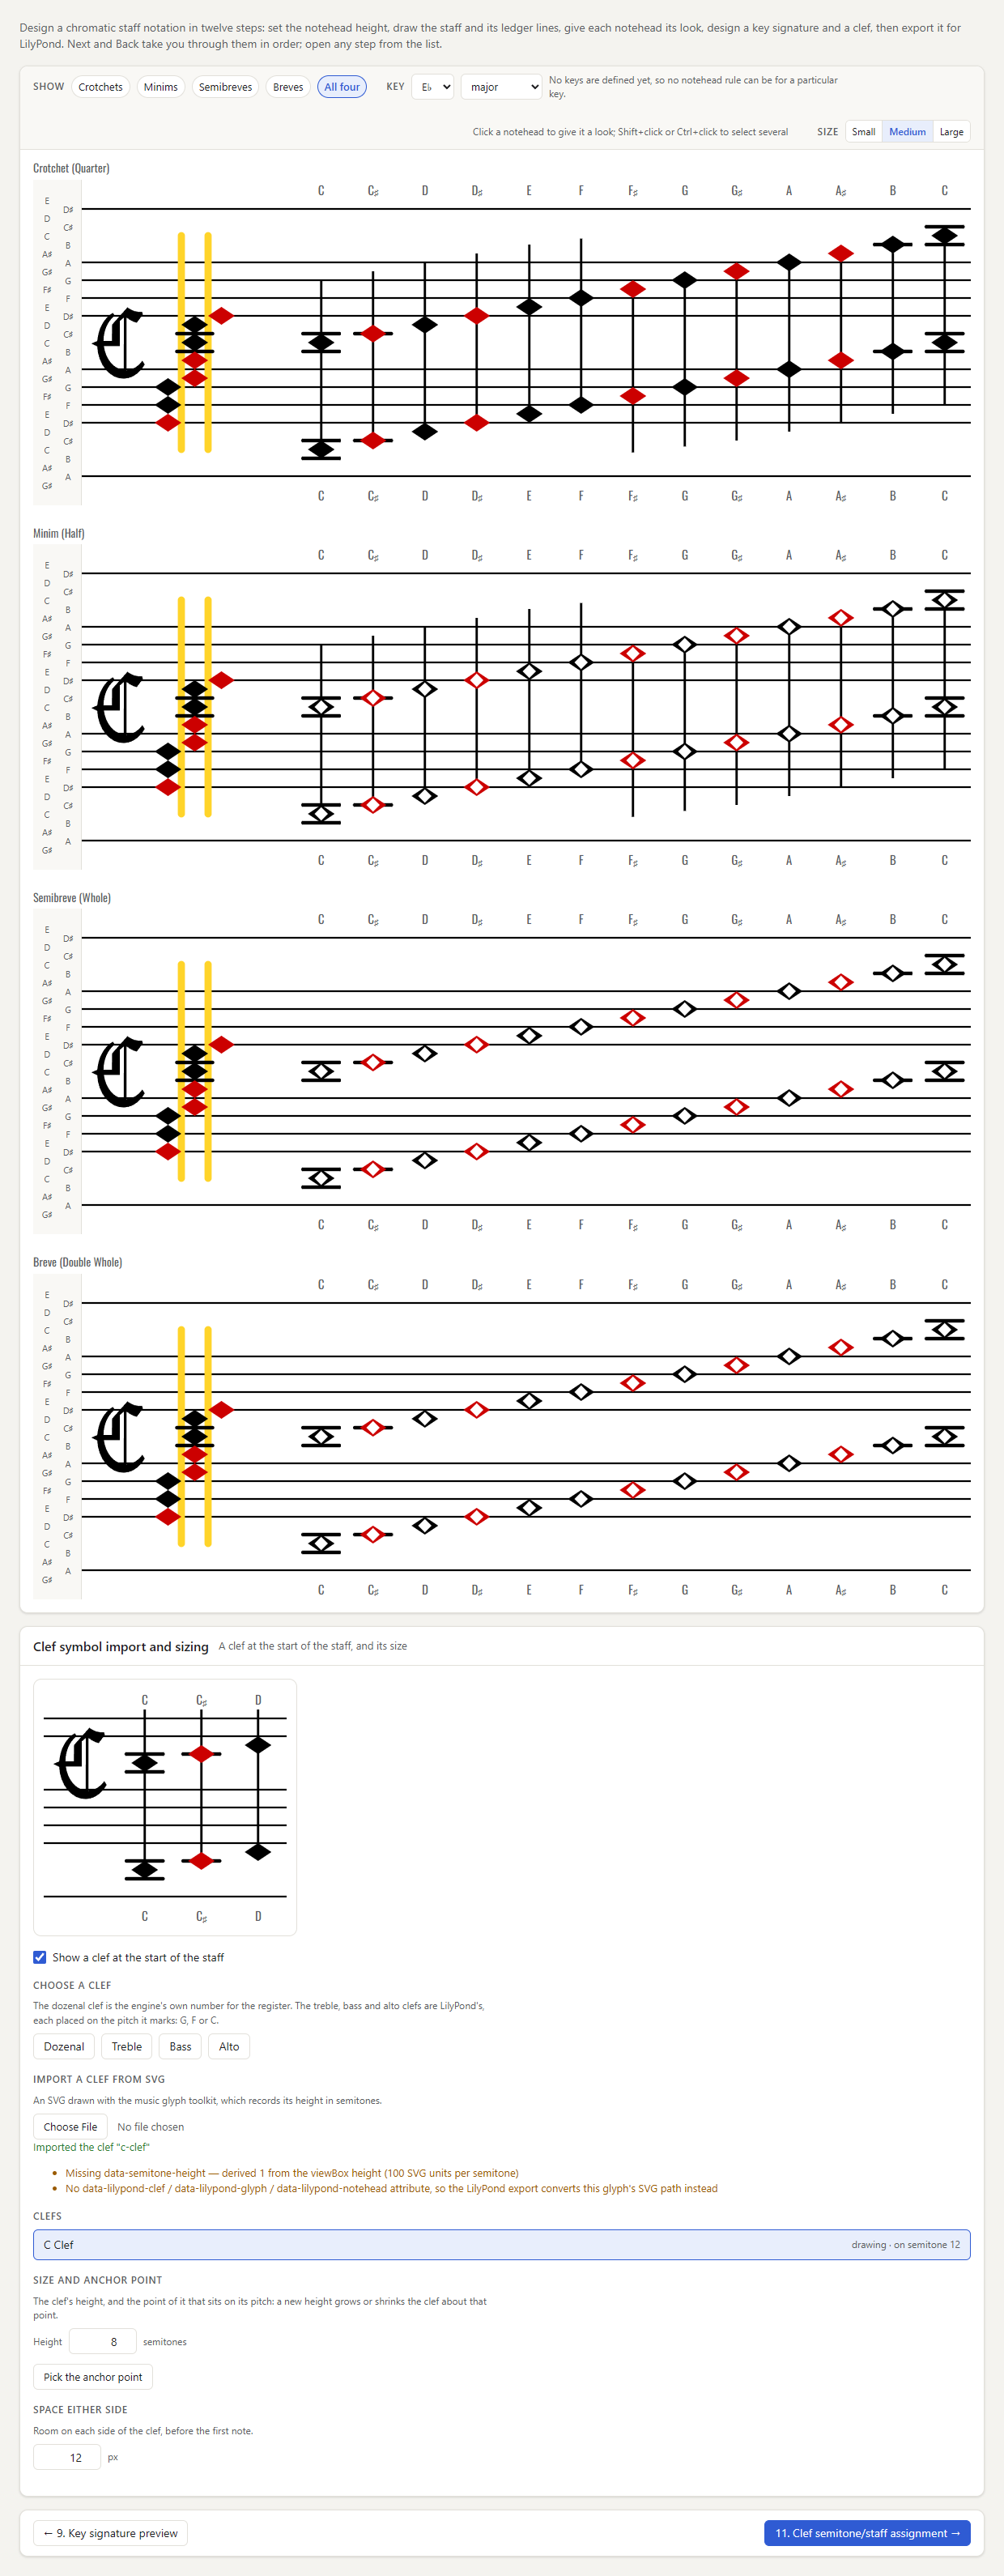 Design a chromatic staff notation in twelve steps: set the notehead height, draw the staff and its ledger lines, give each notehead its look, design a key signature and a clef, then export it for
LilyPond. Next and Back take you through them in order; open any step from the list.
SHOW Crotchets Minims Semibreves Breves All four KEY E♭ major No keys are defined yet, so no notehead rule can be for a particular
key.
Click a notehead to give it a look; Shift+click or Ctrl+click to select several SIZE Small Medium Large
Crotchet (Quarter)
C C♯ D D♯ E F F♯ G G♯ A A♯ B C
E
D♯
D
C♯
C
B
A♯
A
G♯
G
F♯
F
E
D♯
D
C♯
C
B
A♯
A
G♯
G
F♯
F
E
D♯
D
C♯
C
B
A♯
A
G♯
C C♯ D D♯ E F F♯ G G♯ A A♯ B C
Minim (Half)
C C♯ D D♯ E F F♯ G G♯ A A♯ B C
E
D♯
D
C♯
C
B
A♯
A
G♯
G
F♯
F
E
D♯
D
C♯
C
B
A♯
A
G♯
G
F♯
F
E
D♯
D
C♯
C
B
A♯
A
G♯
C C♯ D D♯ E F F♯ G G♯ A A♯ B C
Semibreve (Whole)
C C♯ D D♯ E F F♯ G G♯ A A♯ B C
E
D♯
D
C♯
C
B
A♯
A
G♯
G
F♯
F
E
D♯
D
C♯
C
B
A♯
A
G♯
G
F♯
F
E
D♯
D
C♯
C
B
A♯
A
G♯
C C♯ D D♯ E F F♯ G G♯ A A♯ B C
Breve (Double Whole)
C C♯ D D♯ E F F♯ G G♯ A A♯ B C
E
D♯
D
C♯
C
B
A♯
A
G♯
G
F♯
F
E
D♯
D
C♯
C
B
A♯
A
G♯
G
F♯
F
E
D♯
D
C♯
C
B
A♯
A
G♯
C C♯ D D♯ E F F♯ G G♯ A A♯ B C
Clef symbol import and sizing A clef at the start of the staff, and its size
C C♯ D
C C♯ D
Show a clef at the start of the staff
CHOOSE A CLEF
The dozenal clef is the engine's own number for the register. The treble, bass and alto clefs are LilyPond's,
each placed on the pitch it marks: G, F or C.
Dozenal Treble Bass Alto
IMPORT A CLEF FROM SVG
An SVG drawn with the music glyph toolkit, which records its height in semitones.
Choose File No file chosen
Imported the clef "c-clef"
• Missing data-semitone-height — derived 1 from the viewBox height (100 SVG units per semitone)
• No data-lilypond-clef / data-lilypond-glyph / data-lilypond-notehead attribute, so the LilyPond export converts this glyph's SVG path instead
CLEFS
C Clef drawing · on semitone 12
SIZE AND ANCHOR POINT
The clef's height, and the point of it that sits on its pitch: a new height grows or shrinks the clef about that
point.
Height 8 semitones
Pick the anchor point
SPACE EITHER SIDE
Room on each side of the clef, before the first note.
12 px
← 9. Key signature preview 11. Clef semitone/staff assignment →